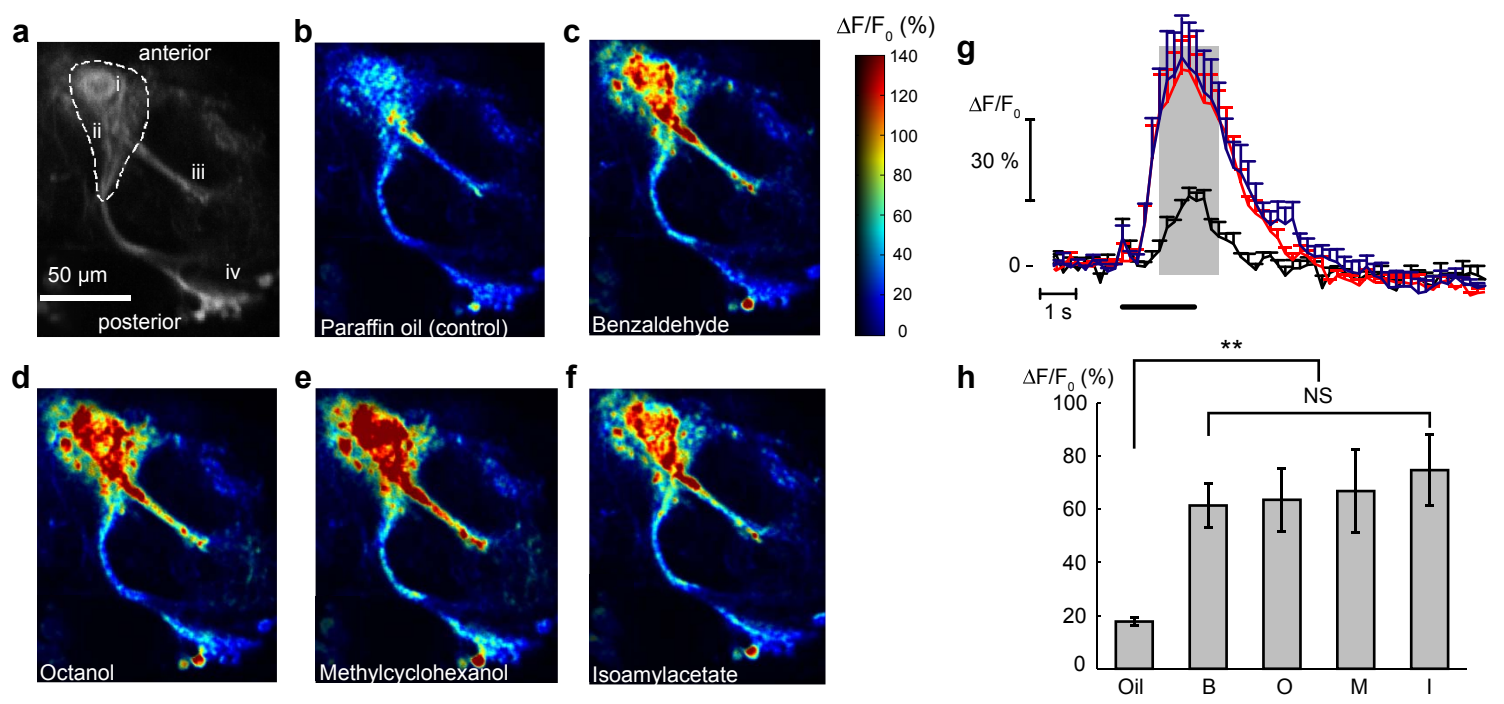 a
anterior
i
ii
iii
iv
50 µm
posterior
b
Paraffin oil (control)
c
Benzaldehyde
ΔF/F0 (%)
140
120
100
80
60
40
20
0
d
Octanol
e
Methylcyclohexanol
f
Isoamylacetate
g
ΔF/F0
30 %
0
1 s
h
ΔF/F0 (%)
**
NS
100
80
60
40
20
0
Oil B O M I